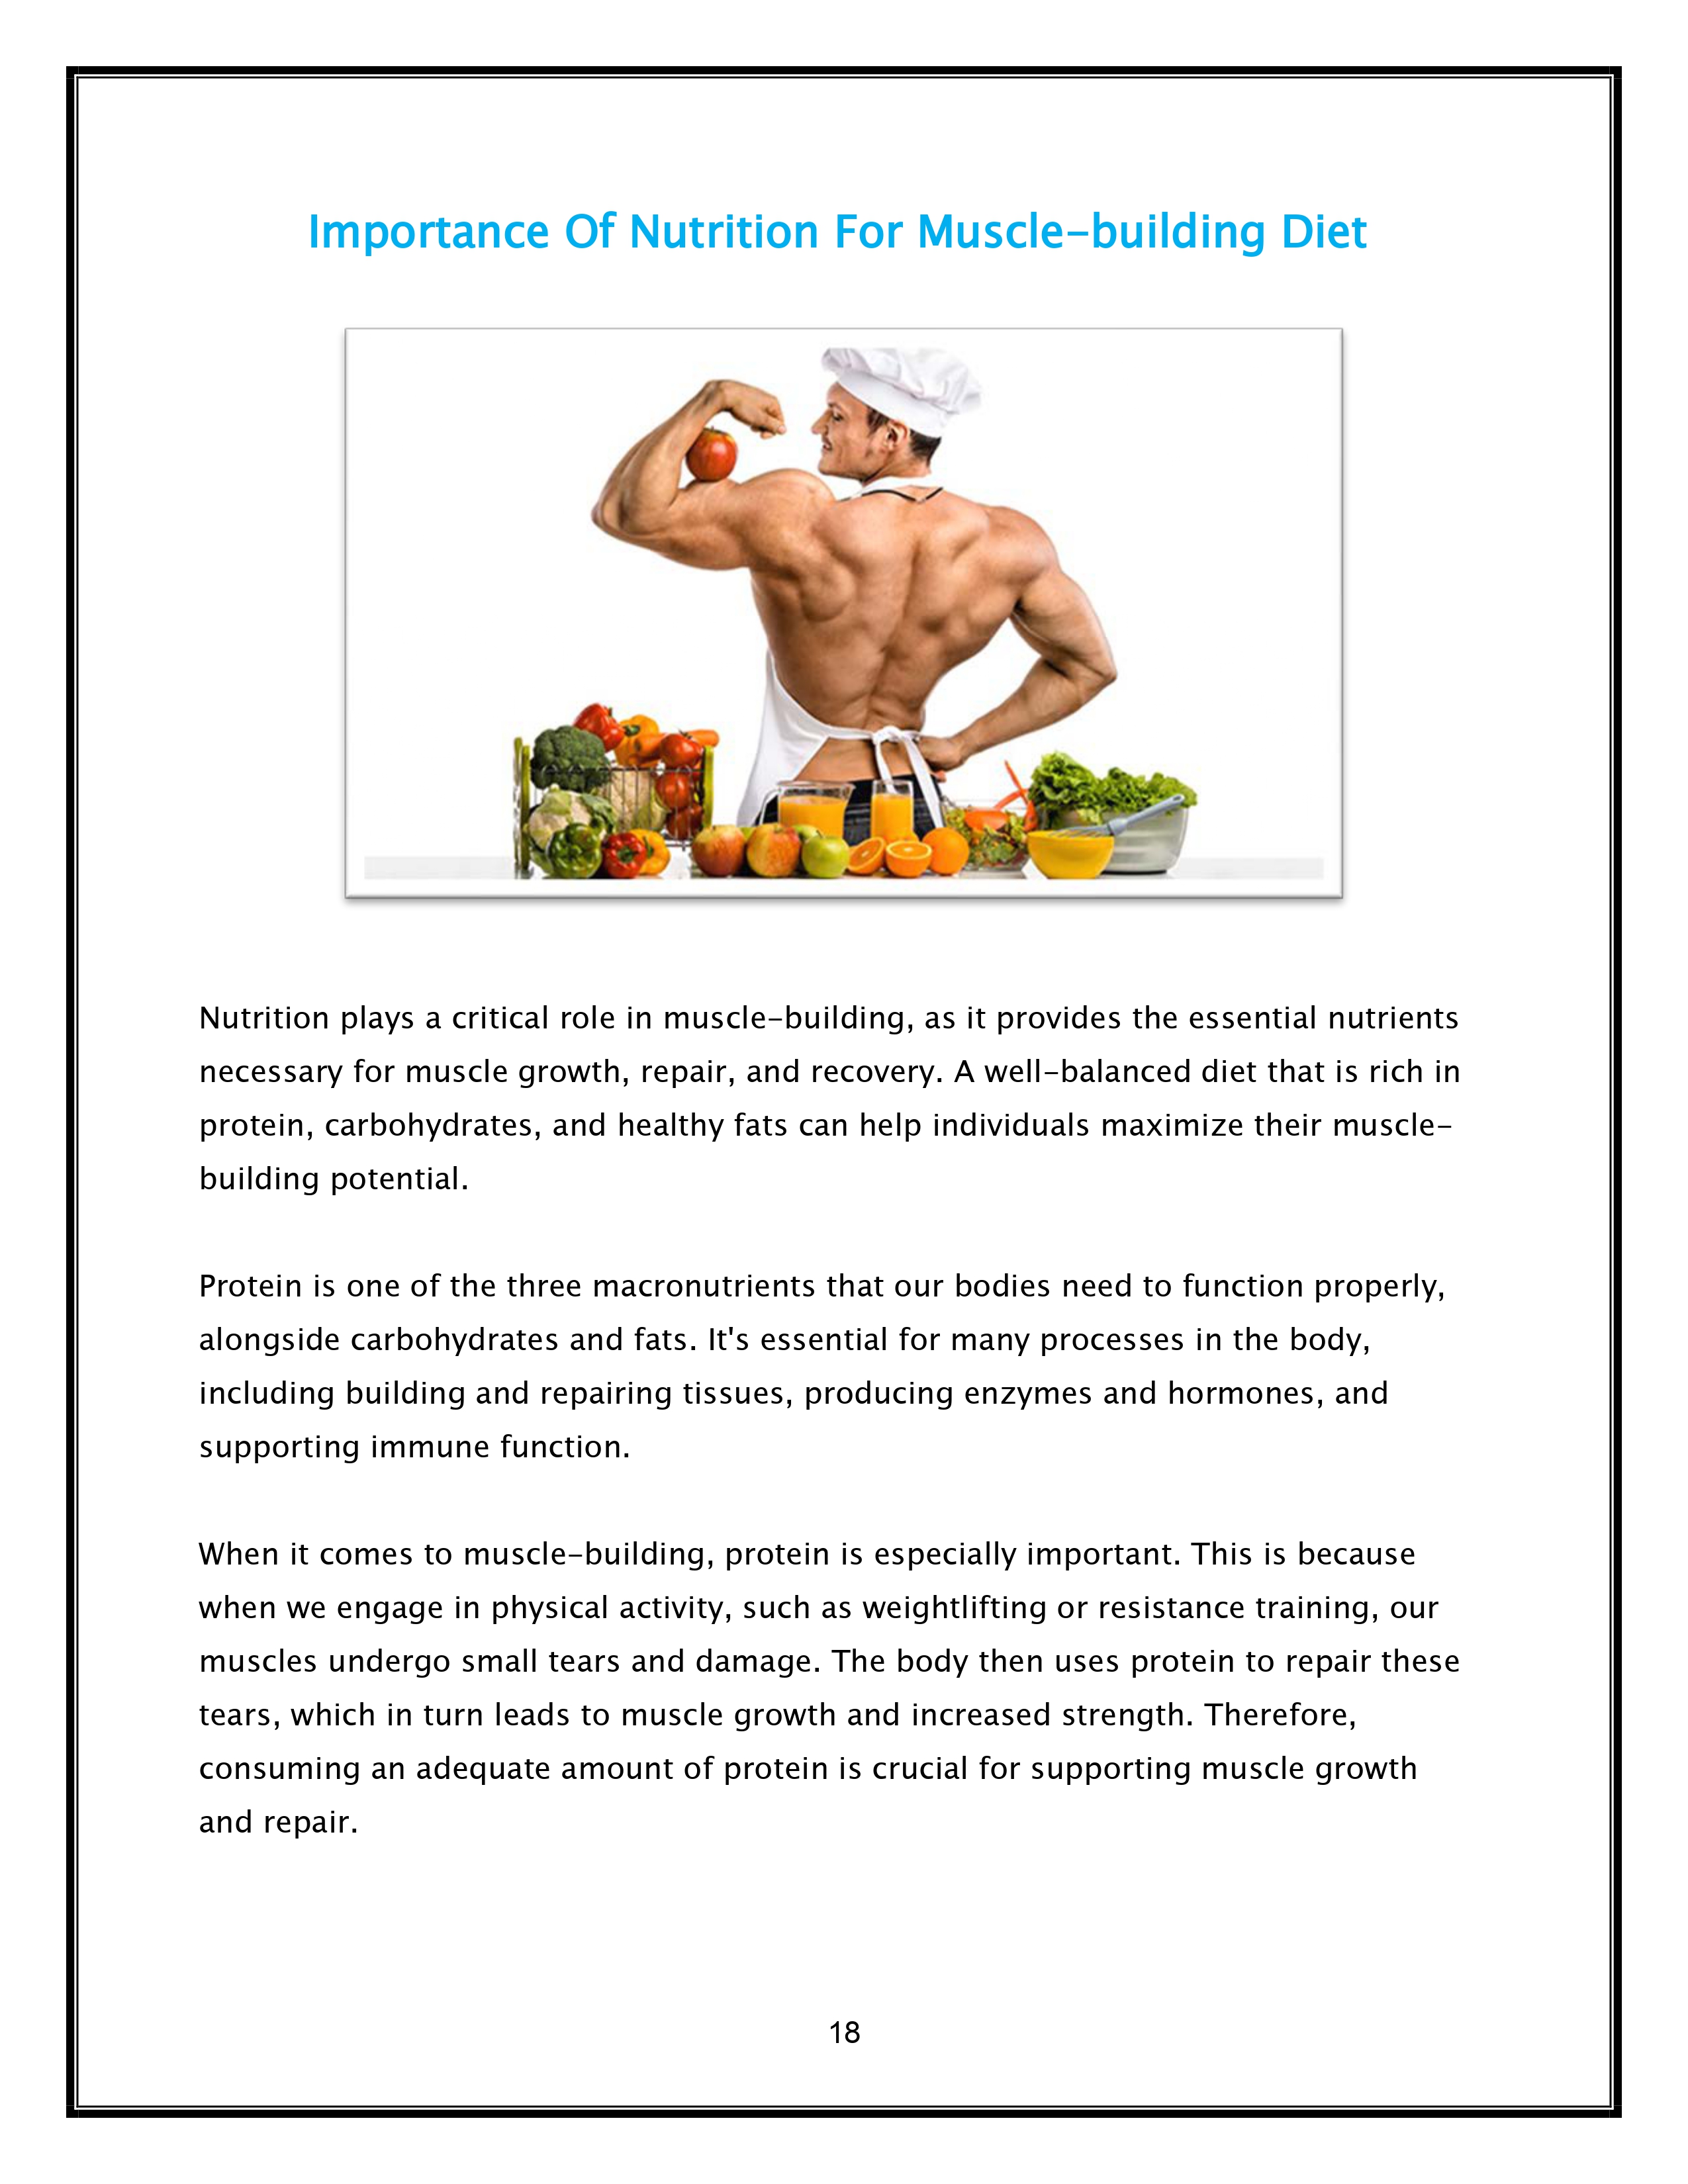 Importance Of Nutrition For Muscle-building Diet
Nutrition plays a critical role in muscle-building, as it provides the essential nutrients
necessary for muscle growth, repair, and recovery. A well-balanced diet that is rich in
protein, carbohydrates, and healthy fats can help individuals maximize their muscle-
building potential.
Protein is one of the three macronutrients that our bodies need to function properly,
alongside carbohydrates and fats. It's essential for many processes in the body,
including building and repairing tissues, producing enzymes and hormones, and
supporting immune function.
When it comes to muscle-building, protein is especially important. This is because
when we engage in physical activity, such as weightlifting or resistance training, our
muscles undergo small tears and damage. The body then uses protein to repair these
tears, which in turn leads to muscle growth and increased strength. Therefore,
consuming an adequate amount of protein is crucial for supporting muscle growth
and repair.
18